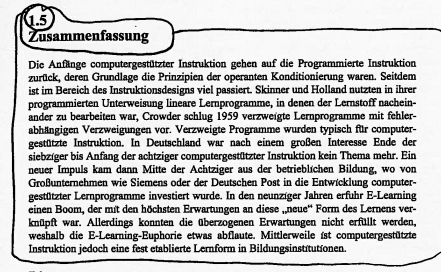 1.5
Zusammenfassung
Die Anfänge computergestützter Instruktion gehen auf die Programmierte Instruktion
zurück, deren Grundlage die Prinzipien der operanten Konditionierung waren. Seitdem
ist im Bereich des Instruktionsdesigns viel passiert. Skinner und Holland nutzten in ihrer
programmierten Unterweisung lineare Lernprogramme, in denen der Lernstoff nachein-
ander zu bearbeiten war, Crowder schlug 1959 verzweigte Lernprogramme mit fehler-
abhängigen Verzweigungen vor. Verzweigte Programme wurden typisch für computer-
gestützte Instruktion. In Deutschland war nach einem großen Interesse Ende der
siebziger bis Anfang der achtziger computergestützter Instruktion kein Thema mehr. Ein
neuer Impuls kam dann Mitte der Achtziger aus der betrieblichen Bildung, wo von
Großunternehmen wie Siemens oder der Deutschen Post in die Entwicklung computer-
gestützter Lernprogramme investiert wurde. In den neunziger Jahren erfuhr E-Learning
einen Boom, der mit den höchsten Erwartungen an diese „neue" Form des Lernens ver-
knüpft war. Allerdings konnten die überzogenen Erwartungen nicht erfüllt werden,
weshalb die E-Learning-Euphorie etwas abflaute. Mittlerweile ist computergestützte
Instruktion jedoch eine fest etablierte Lernform in Bildungsinstitutionen.